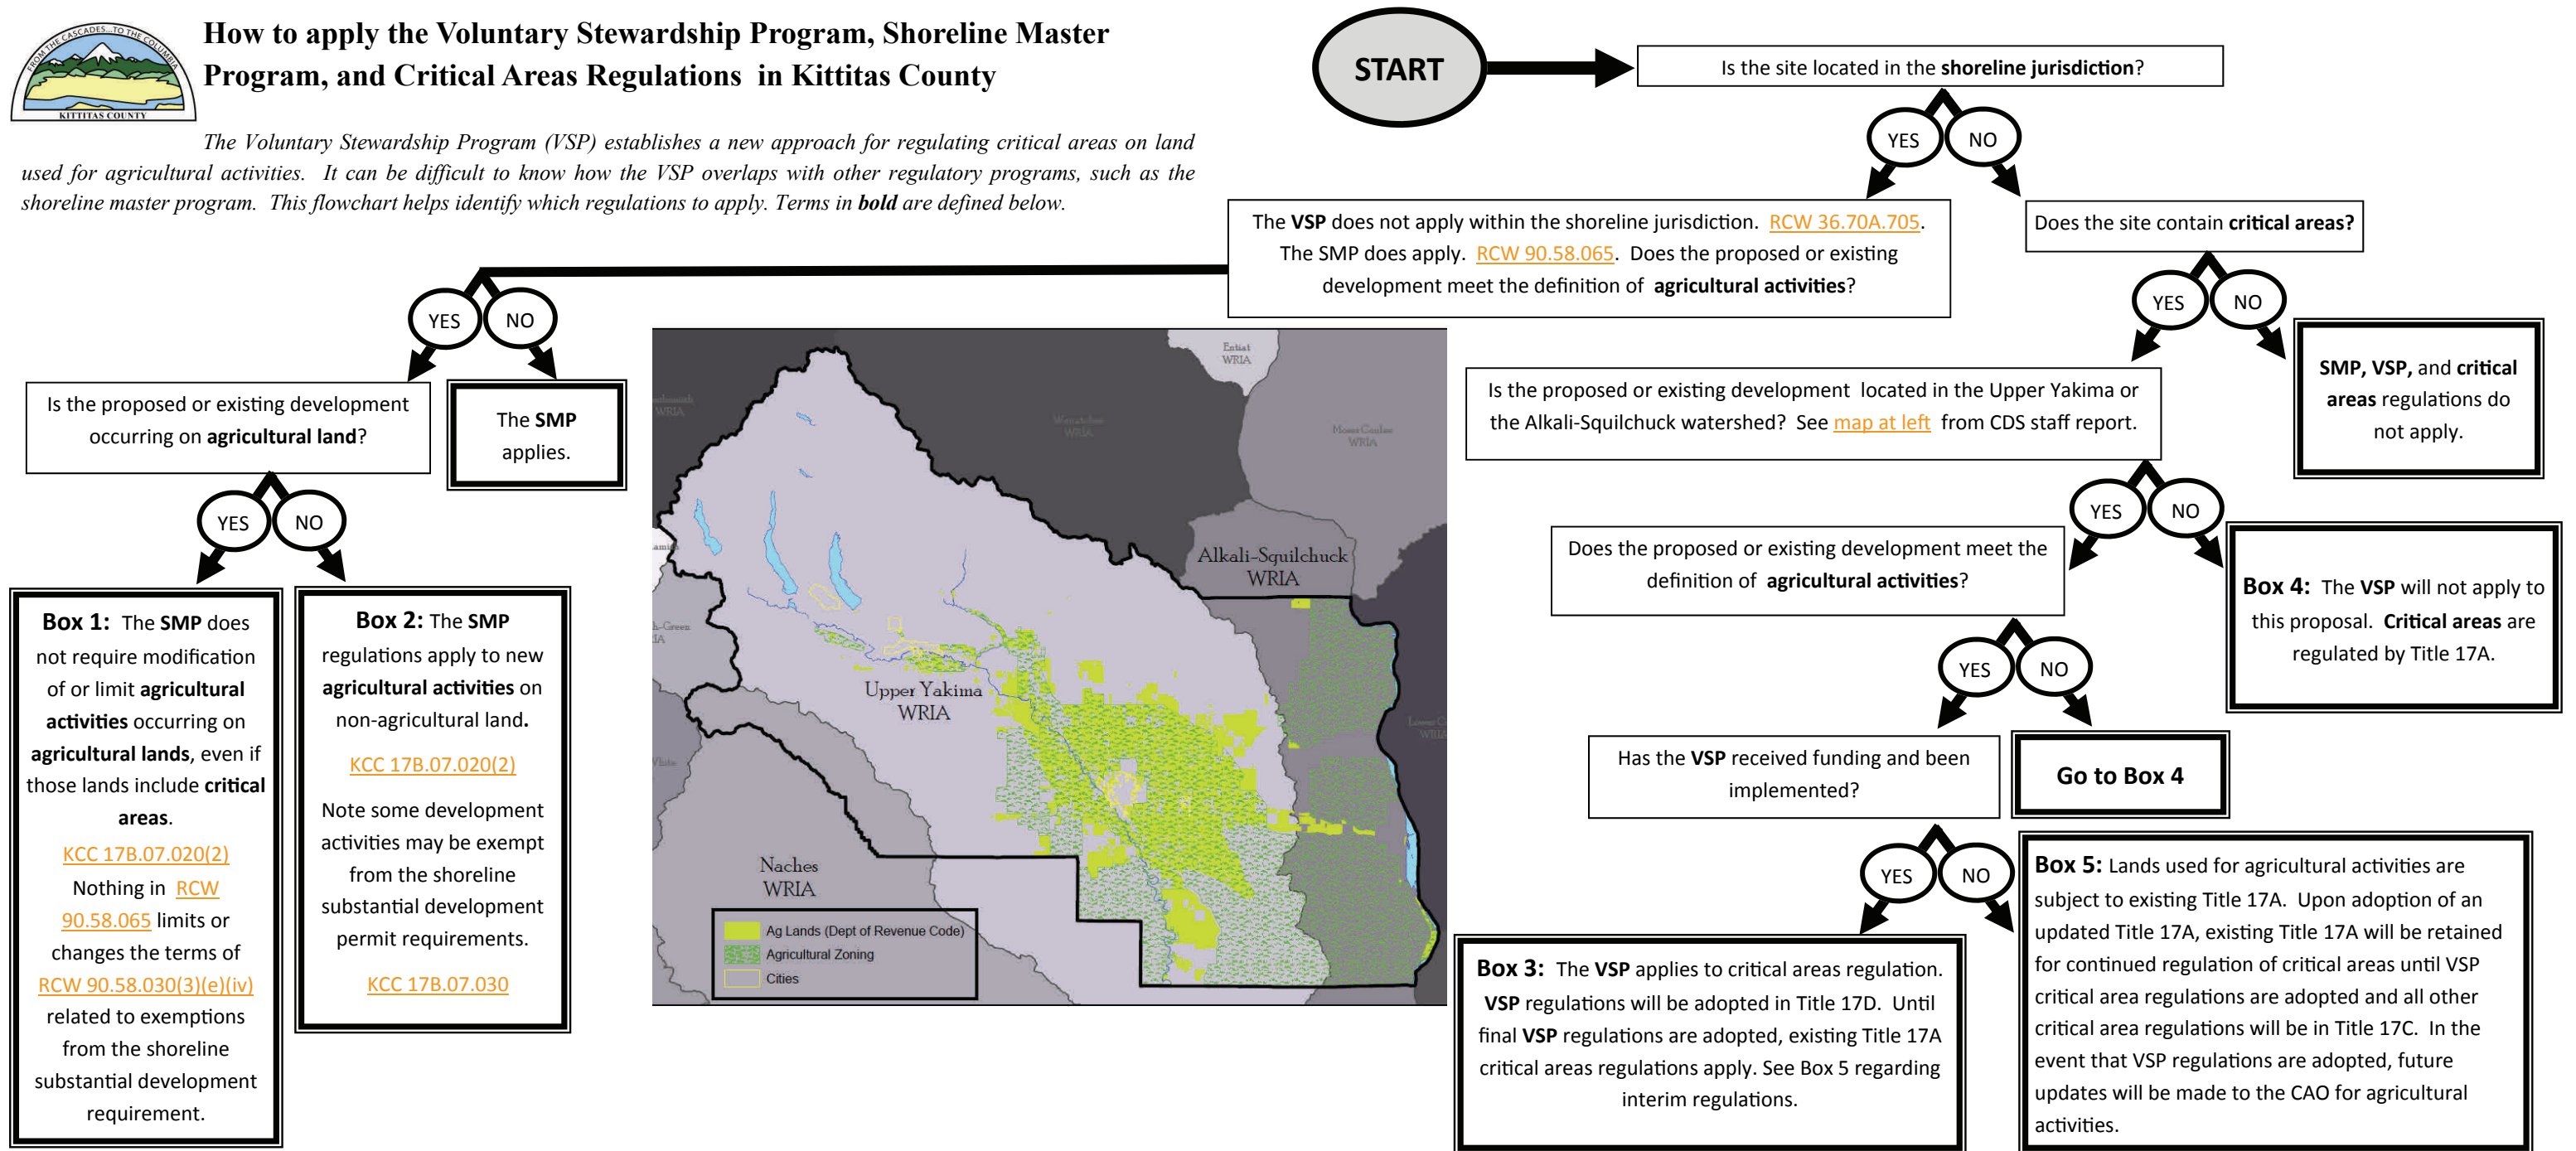 FROM THE CASCADES...TO THE COLUMBIA
KITTITAS COUNTY
How to apply the Voluntary Stewardship Program, Shoreline Master
Program, and Critical Areas Regulations in Kittitas County
The Voluntary Stewardship Program (VSP) establishes a new approach for regulating critical areas on land
used for agricultural activities. It can be difficult to know how the VSP overlaps with other regulatory programs, such as the
shoreline master program. This flowchart helps identify which regulations to apply. Terms in bold are defined below.
START
Is the site located in the shoreline jurisdiction?
YES
NO
The VSP does not apply within the shoreline jurisdiction. RCW 36.70A.705.
The SMP does apply. RCW 90.58.065. Does the proposed or existing
development meet the definition of agricultural activities?
Does the site contain critical areas?
YES
NO
YES
NO
Is the proposed or existing development
occurring on agricultural land?
The SMP
applies.
YES
NO
Box 1: The SMP does
not require modification
of or limit agricultural
activities occurring on
agricultural lands, even if
those lands include critical
areas.
KCC 17B.07.020(2)
Nothing in RCW
90.58.065 limits or
changes the terms of
RCW 90.58.030(3)(e)(iv)
related to exemptions
from the shoreline
substantial development
requirement.
Box 2: The SMP
regulations apply to new
agricultural activities on
non-agricultural land.
KCC 17B.07.020(2)
Note some development
activities may be exempt
from the shoreline
substantial development
permit requirements.
KCC 17B.07.030
Entiat
WRIA
WRIA
Wenatchee
WRIA
Moses Coulee
WRIA
Alkali-Squilchuck
WRIA
Upper Yakima
WRIA
Naches
WRIA
Ag Lands (Dept of Revenue Code)
Agricultural Zoning
Cities
SMP, VSP, and critical
areas regulations do
not apply.
Is the proposed or existing development located in the Upper Yakima or
the Alkali-Squilchuck watershed? See map at left from CDS staff report.
YES
NO
Does the proposed or existing development meet the
definition of agricultural activities?
Box 4: The VSP will not apply to
this proposal. Critical areas are
regulated by Title 17A.
YES
NO
Has the VSP received funding and been
implemented?
Go to Box 4
YES
NO
Box 3: The VSP applies to critical areas regulation.
VSP regulations will be adopted in Title 17D. Until
final VSP regulations are adopted, existing Title 17A
critical areas regulations apply. See Box 5 regarding
interim regulations.
Box 5: Lands used for agricultural activities are
subject to existing Title 17A. Upon adoption of an
updated Title 17A, existing Title 17A will be retained
for continued regulation of critical areas until VSP
critical area regulations are adopted and all other
critical area regulations will be in Title 17C. In the
event that VSP regulations are adopted, future
updates will be made to the CAO for agricultural
activities.